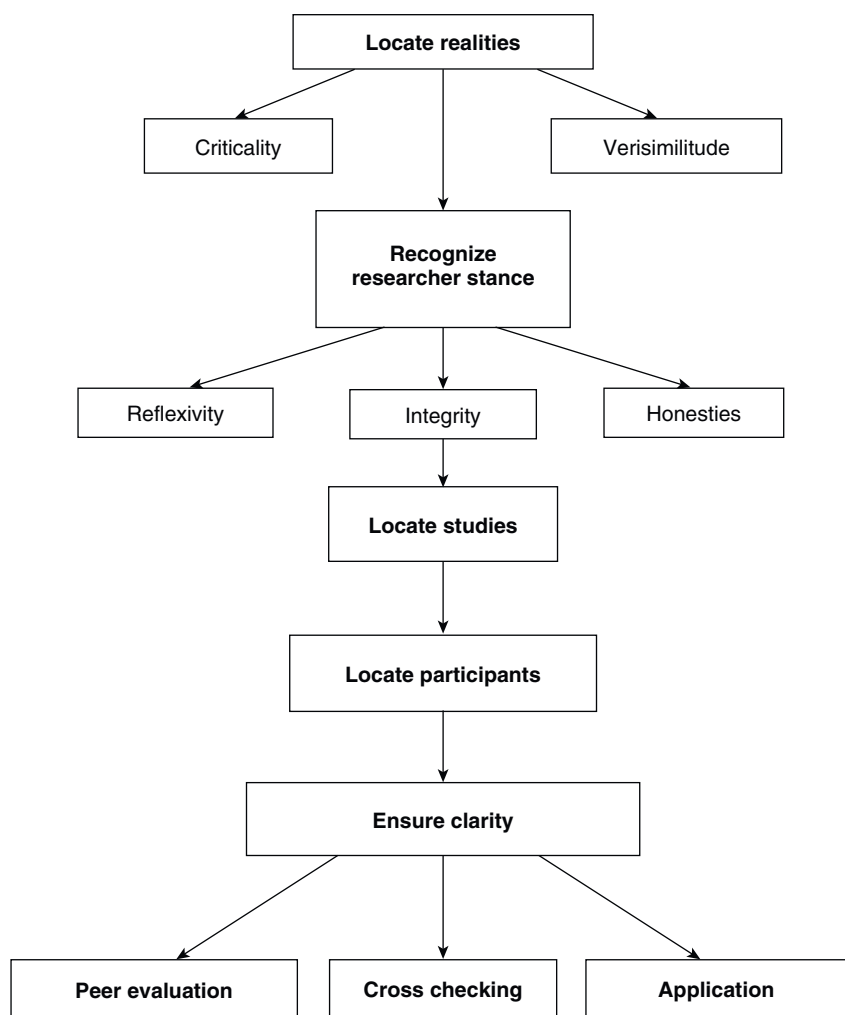 Locate realities
Criticality
Verisimilitude
Recognize
researcher stance
Reflexivity
Integrity
Honesties
Locate studies
Locate participants
Ensure clarity
Peer evaluation
Cross checking
Application